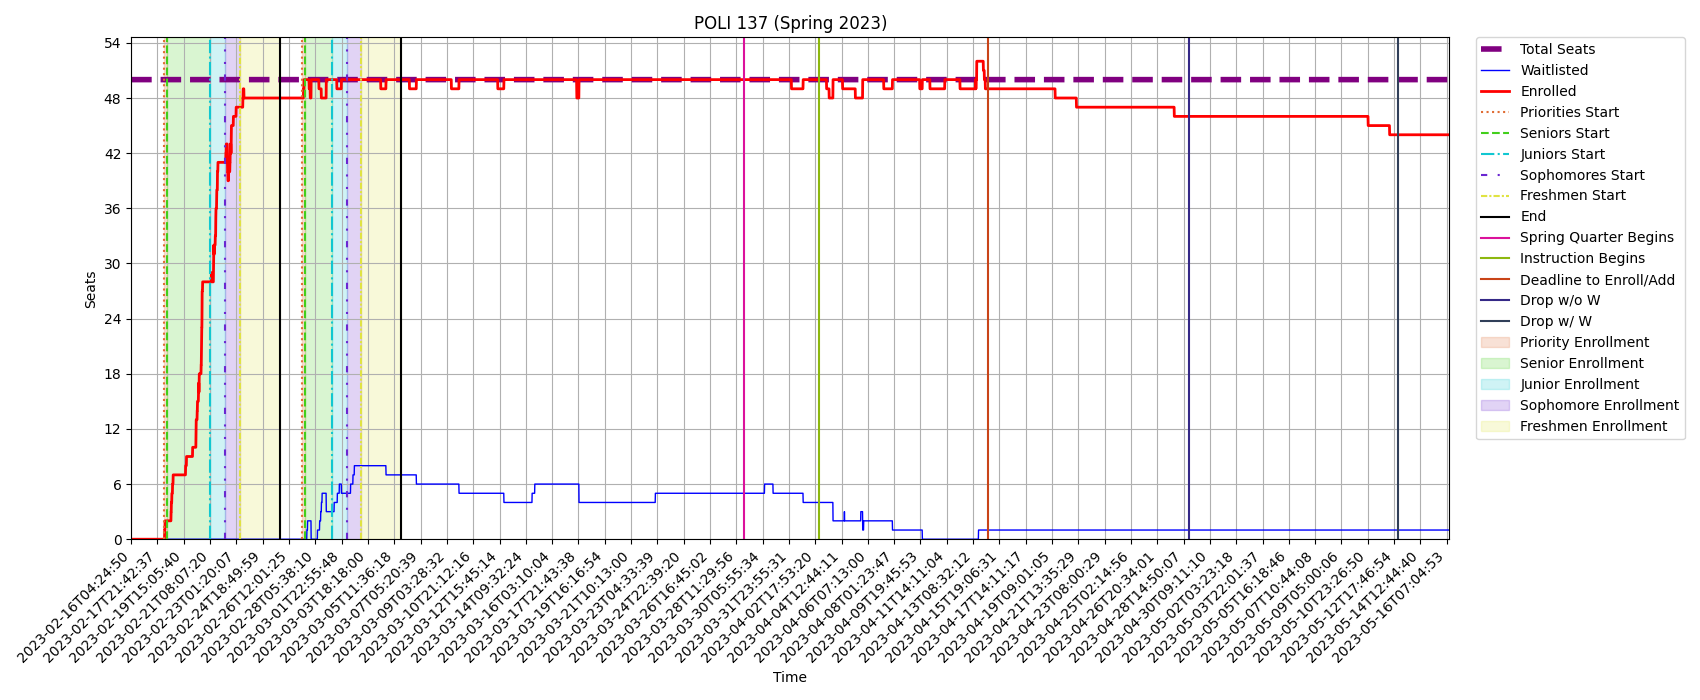 POLI 137 (Spring 2023)
54
48
42
36
30
24
18
12
6
0
Seats
2023-02-16T04:24:50
2023-02-17T21:42:37
2023-02-19T15:05:40
2023-02-21T08:07:20
2023-02-23T01:20:07
2023-02-24T18:49:59
2023-02-26T12:01:25
2023-02-28T05:38:10
2023-03-01T22:55:48
2023-03-03T18:18:00
2023-03-05T11:36:18
2023-03-07T05:20:39
2023-03-09T03:28:32
2023-03-10T21:12:16
2023-03-12T15:45:14
2023-03-14T09:32:24
2023-03-16T03:10:04
2023-03-17T21:43:38
2023-03-19T16:16:54
2023-03-21T10:13:00
2023-03-23T04:33:39
2023-03-24T22:39:20
2023-03-26T16:45:02
2023-03-28T11:29:56
2023-03-30T05:55:34
2023-03-31T23:55:31
2023-04-02T17:53:20
2023-04-04T12:44:11
2023-04-06T07:13:00
2023-04-08T01:23:47
2023-04-09T19:45:53
2023-04-11T14:11:04
2023-04-13T08:32:12
2023-04-15T19:06:31
2023-04-17T14:11:17
2023-04-19T09:01:05
2023-04-21T13:35:29
2023-04-23T08:00:29
2023-04-25T02:14:56
2023-04-26T20:34:01
2023-04-28T14:50:07
2023-04-30T09:11:10
2023-05-02T03:23:18
2023-05-03T22:01:37
2023-05-05T16:18:46
2023-05-07T10:44:08
2023-05-09T05:00:06
2023-05-10T23:26:50
2023-05-12T17:46:54
2023-05-14T12:44:40
2023-05-16T07:04:53
Time
Total Seats
Waitlisted
Enrolled
Priorities Start
Seniors Start
Juniors Start
Sophomores Start
Freshmen Start
End
Spring Quarter Begins
Instruction Begins
Deadline to Enroll/Add
Drop w/o W
Drop w/ W
Priority Enrollment
Senior Enrollment
Junior Enrollment
Sophomore Enrollment
Freshmen Enrollment